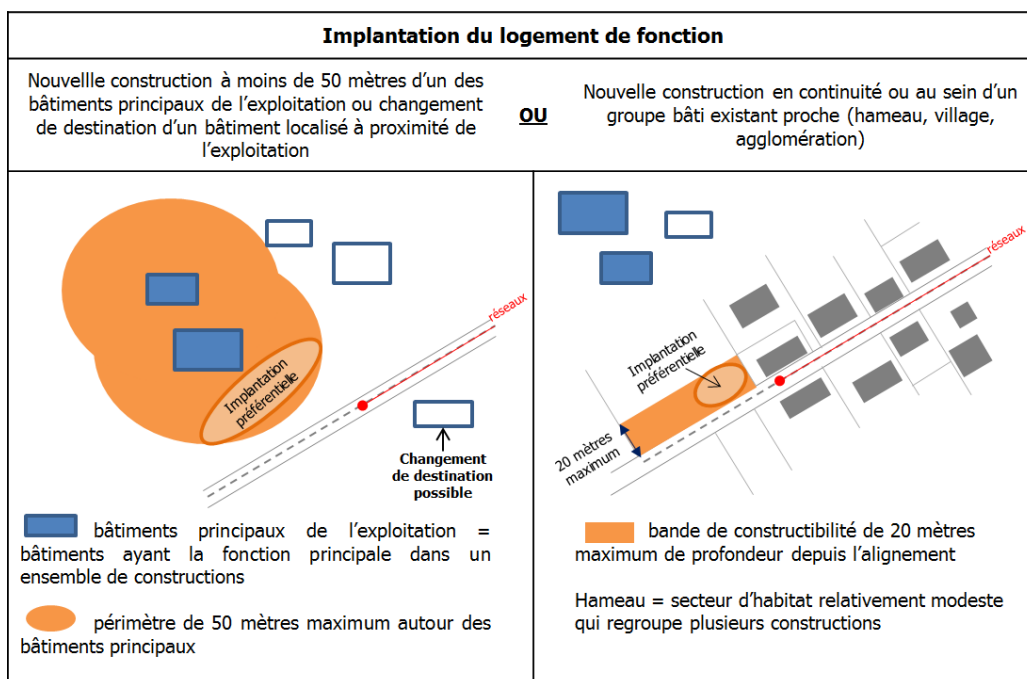 Implantation du logement de fonction
Nouvellle construction à moins de 50 mètres d'un des
bâtiments principaux de l'exploitation ou changement
de destination d'un bâtiment localisé à proximité de
l'exploitation
OU
Nouvelle construction en continuité ou au sein d'un
groupe bâti existant proche (hameau, village,
agglomération)
réseaux
Implantation
préférentielle
Changement
de destination
possible
bâtiments principaux de l'exploitation =
bâtiments ayant la fonction principale dans un
ensemble de constructions
périmètre de 50 mètres maximum autour des
bâtiments principaux
réseaux
Implantation
préférentielle
20 mètres
maximum
bande de constructibilité de 20 mètres
maximum de profondeur depuis l'alignement
Hameau = secteur d'habitat relativement modeste
qui regroupe plusieurs constructions